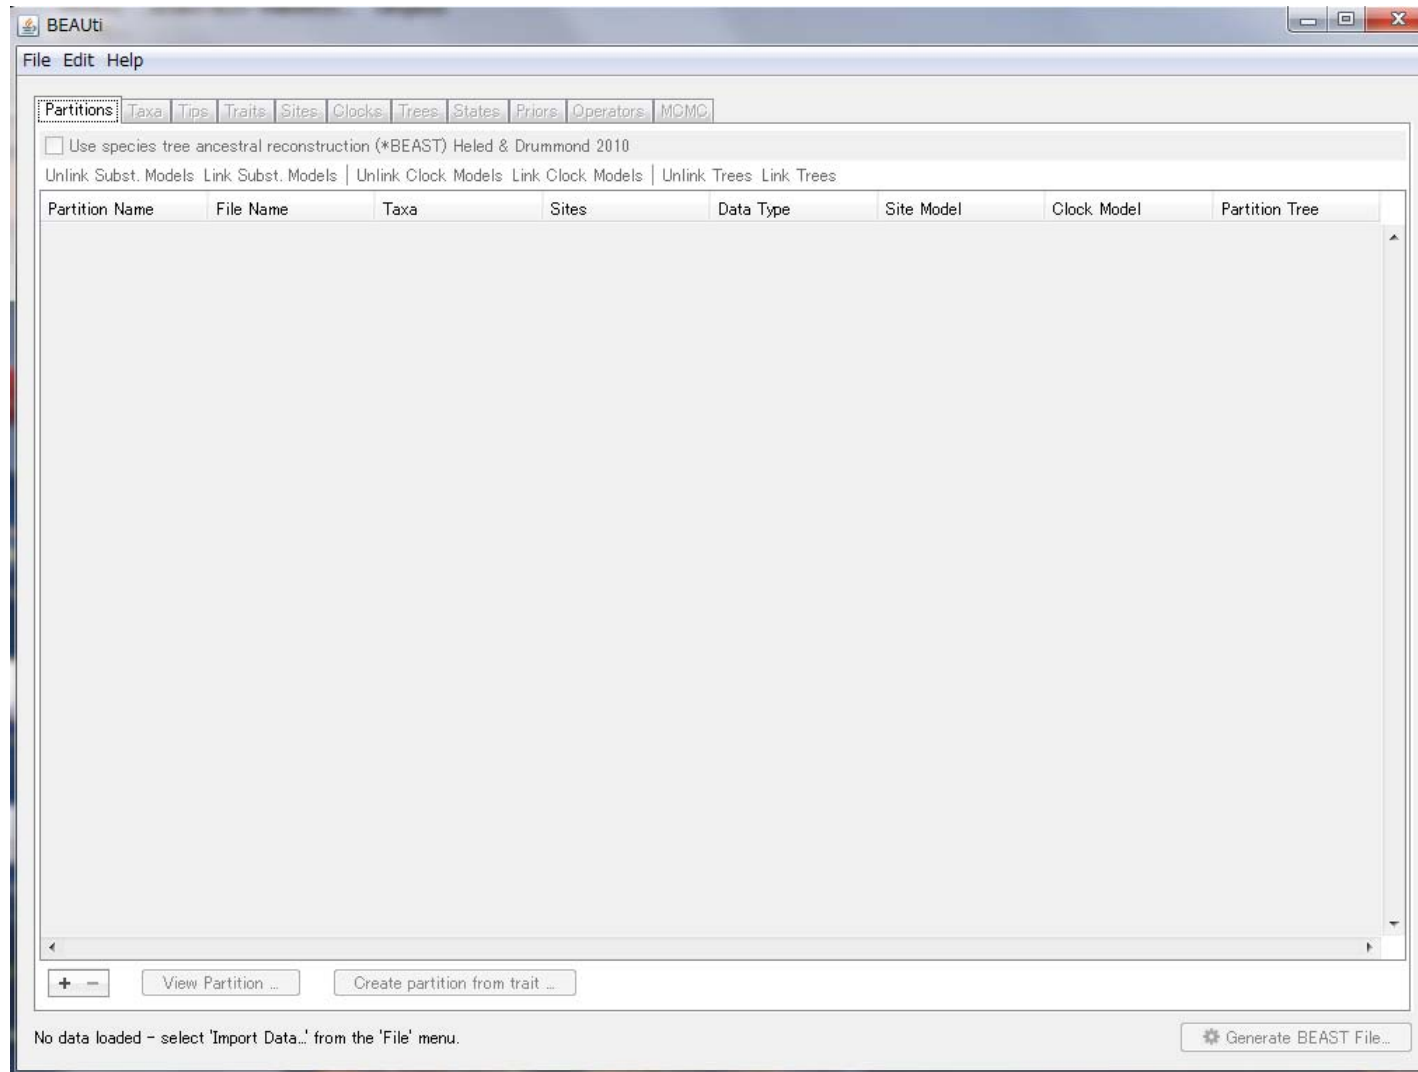 BEAUti
File Edit Help
Partitions Taxa Tips Traits Sites Clocks Trees States Priors Operators MCMC
Use species tree ancestral reconstruction (*BEAST) Heled & Drummond 2010
Unlink Subst. Models Link Subst. Models | Unlink Clock Models Link Clock Models | Unlink Trees Link Trees
Partition Name File Name Taxa Sites Data Type Site Model Clock Model Partition Tree
+ − View Partition ... Create partition from trait ...
No data loaded - select 'Import Data...' from the 'File' menu. Generate BEAST File...